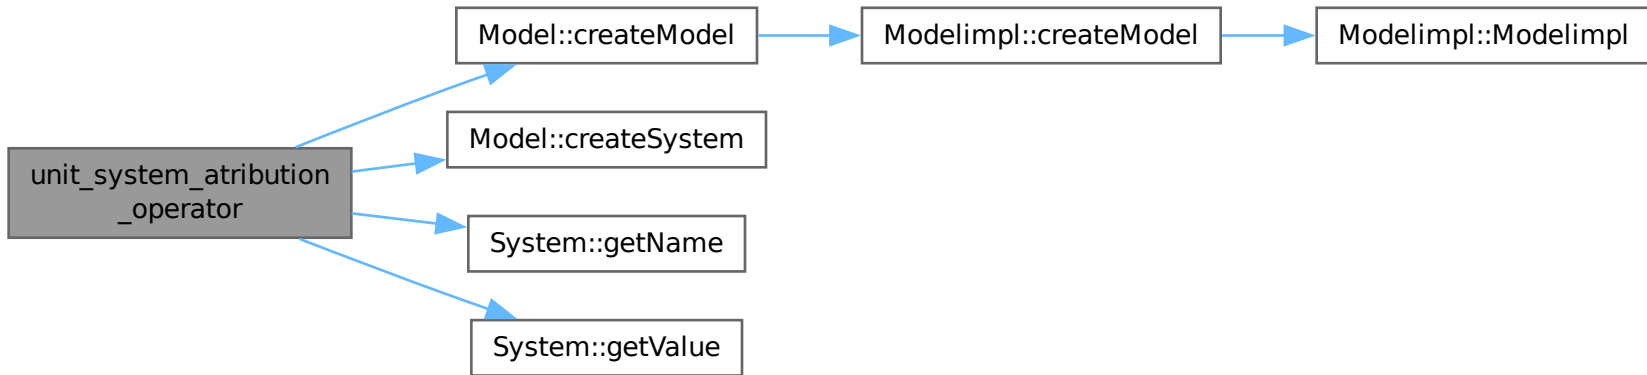 Model::createModel
Modelimpl::createModel
Modelimpl::Modelimpl
Model::createSystem
unit_system_atribution
_operator
System::getName
System::getValue